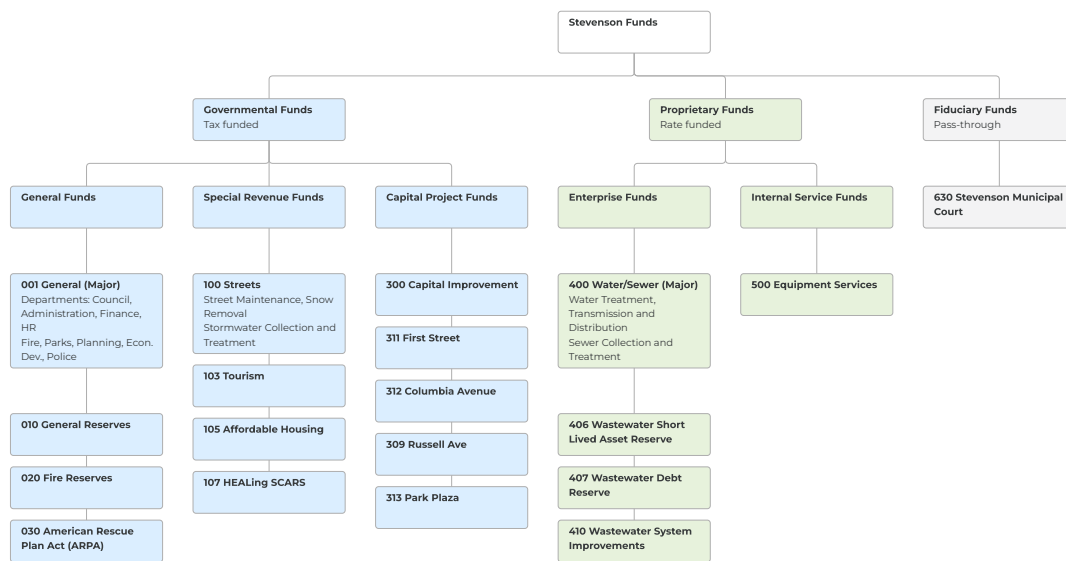 Stevenson Funds
Governmental Funds
Tax funded
Proprietary Funds
Rate funded
Fiduciary Funds
Pass-through
General Funds
Special Revenue Funds
Capital Project Funds
Enterprise Funds
Internal Service Funds
630 Stevenson Municipal
Court
001 General (Major)
Departments: Council,
Administration, Finance,
HR
Fire, Parks, Planning, Econ.
Dev., Police
100 Streets
Street Maintenance, Snow
Removal
Stormwater Collection and
Treatment
300 Capital Improvement
400 Water/Sewer (Major)
Water Treatment,
Transmission and
Distribution
Sewer Collection and
Treatment
500 Equipment Services
311 First Street
103 Tourism
312 Columbia Avenue
010 General Reserves
105 Affordable Housing
309 Russell Ave
406 Wastewater Short
Lived Asset Reserve
020 Fire Reserves
107 HEALing SCARS
313 Park Plaza
407 Wastewater Debt
Reserve
030 American Rescue
Plan Act (ARPA)
410 Wastewater System
Improvements